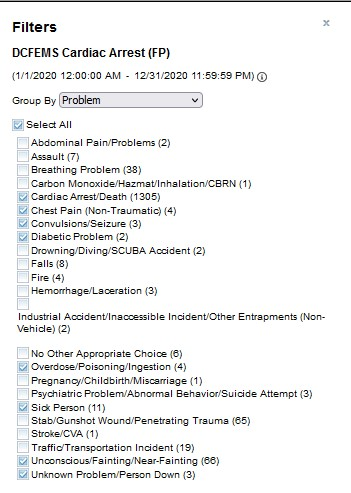 Filters
x
DCFEMS Cardiac Arrest (FP)
(1/1/2020 12:00:00 AM - 12/31/2020 11:59:59 PM)
Group By Problem
Select All
Abdominal Pain/Problems (2)
Assault (7)
Breathing Problem (38)
Carbon Monoxide/Hazmat/Inhalation/CBRN (1)
Cardiac Arrest/Death (1305)
Chest Pain (Non-Traumatic) (4)
Convulsions/Seizure (3)
Diabetic Problem (2)
Drowning/Diving/SCUBA Accident (2)
Falls (8)
Fire (4)
Hemorrhage/Laceration (3)
Industrial Accident/Inaccessible Incident/Other Entrapments (Non-
Vehicle) (2)
No Other Appropriate Choice (6)
Overdose/Poisoning/Ingestion (4)
Pregnancy/Childbirth/Miscarriage (1)
Psychiatric Problem/Abnormal Behavior/Suicide Attempt (3)
Sick Person (11)
Stab/Gunshot Wound/Penetrating Trauma (65)
Stroke/CVA (1)
Traffic/Transportation Incident (19)
Unconscious/Fainting/Near-Fainting (66)
Unknown Problem/Person Down (3)